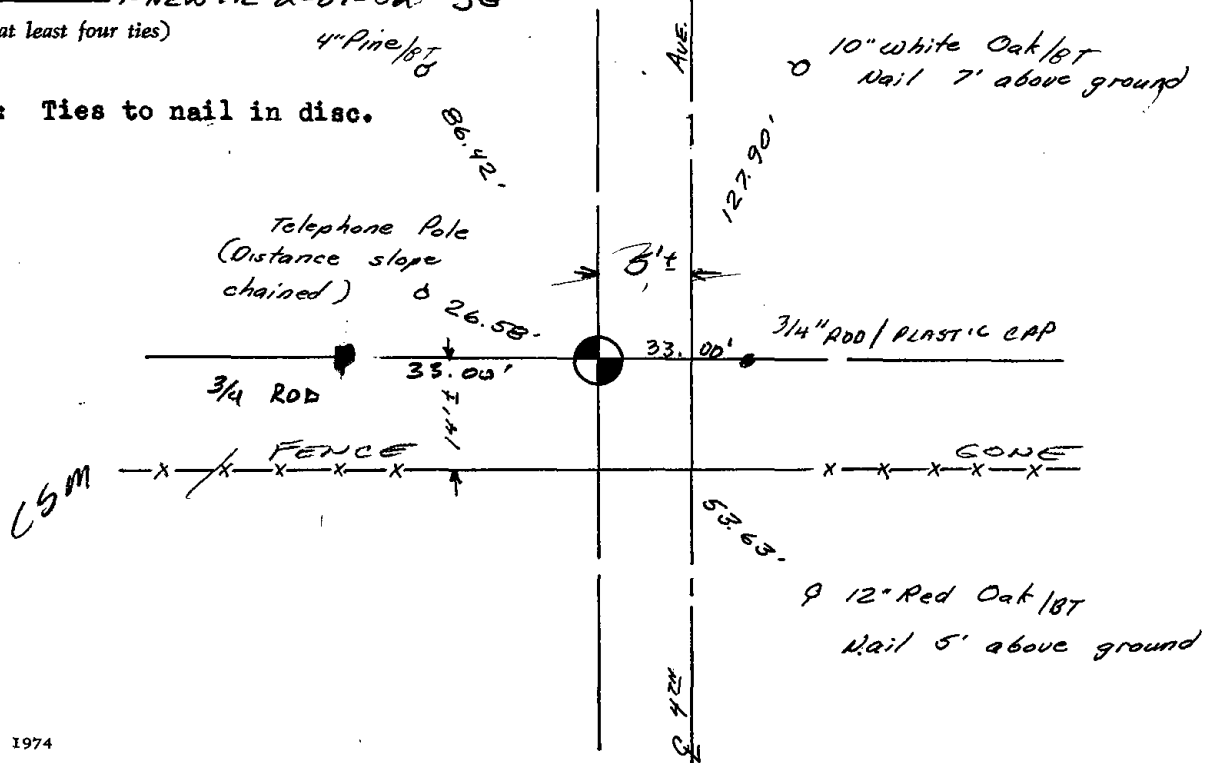 at least four ties)
4" Pine/BT
: Ties to nail in disc.
AVE.
10" White Oak/BT
Nail 7' above ground
86.42'
127.90'
Telephone Pole
(Distance slope
chained)
26.58'
33.00'
3/4" ROD / PLASTIC CAP
33.00'
3/4 ROD
14'±
FENCE
GONE
CSM
53.63'
12" Red Oak/BT
Nail 5' above ground
4TH
1974